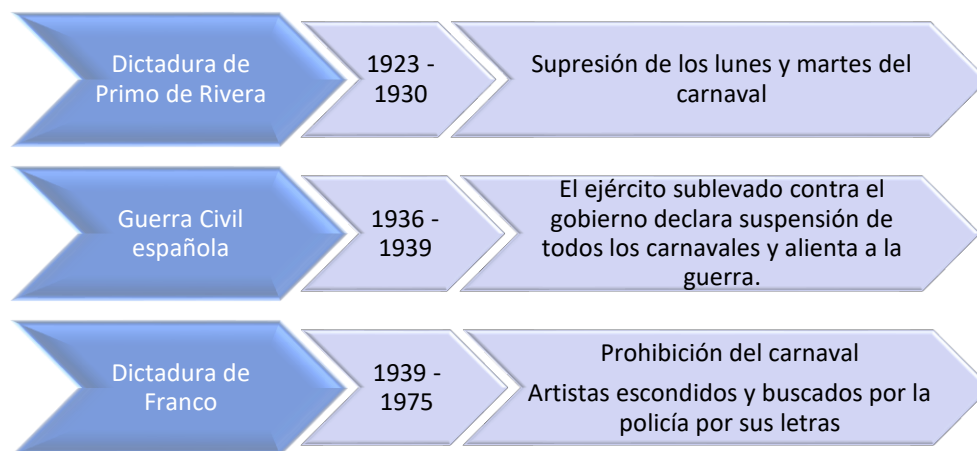 Dictadura de
Primo de Rivera
1923 -
1930
Supresión de los lunes y martes del
carnaval
Guerra Civil
española
1936 -
1939
El ejército sublevado contra el
gobierno declara suspensión de
todos los carnavales y alienta a la
guerra.
Dictadura de
Franco
1939 -
1975
Prohibición del carnaval
Artistas escondidos y buscados por la
policía por sus letras